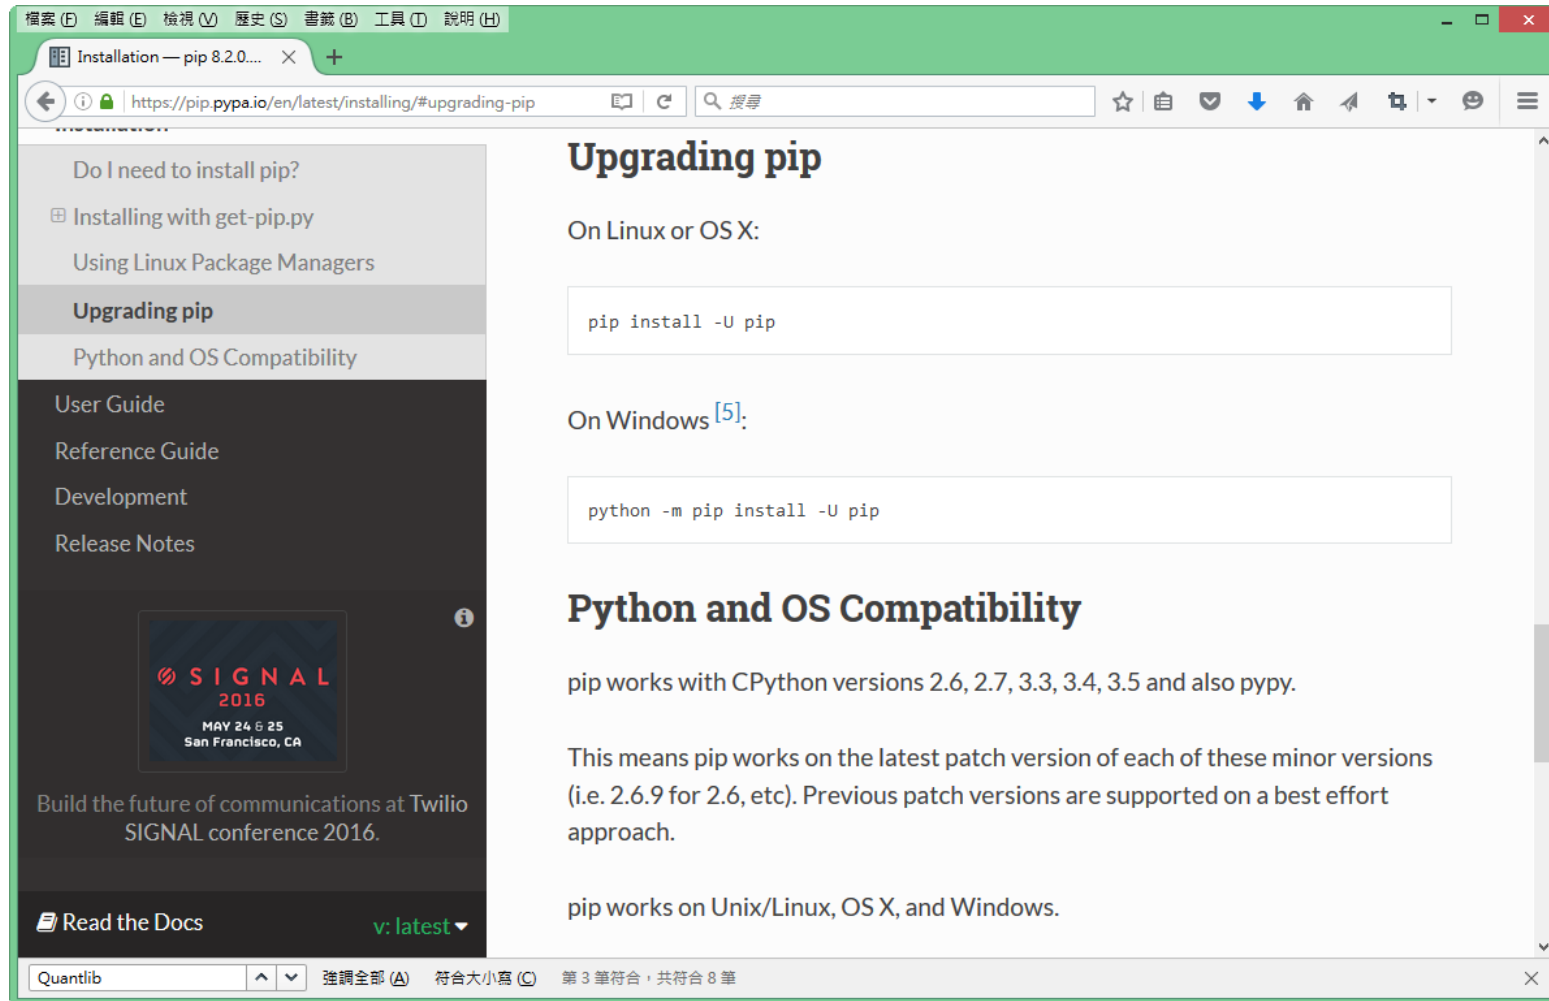 檔案(F) 編輯(E) 檢視(V) 歷史(S) 書籤(B) 工具(T) 說明(H)
Installation — pip 8.2.0....
https://pip.pypa.io/en/latest/installing/#upgrading-pip
搜尋
Installation
Do I need to install pip?
Installing with get-pip.py
Using Linux Package Managers
Upgrading pip
Python and OS Compatibility
User Guide
Reference Guide
Development
Release Notes
SIGNAL
2016
MAY 24 & 25
San Francisco, CA
Build the future of communications at Twilio
SIGNAL conference 2016.
Read the Docs
v: latest
Upgrading pip
On Linux or OS X:
pip install -U pip
On Windows [5]:
python -m pip install -U pip
Python and OS Compatibility
pip works with CPython versions 2.6, 2.7, 3.3, 3.4, 3.5 and also pypy.
This means pip works on the latest patch version of each of these minor versions
(i.e. 2.6.9 for 2.6, etc). Previous patch versions are supported on a best effort
approach.
pip works on Unix/Linux, OS X, and Windows.
Quantlib
強調全部(A) 符合大小寫(C) 第 3 筆符合，共符合 8 筆